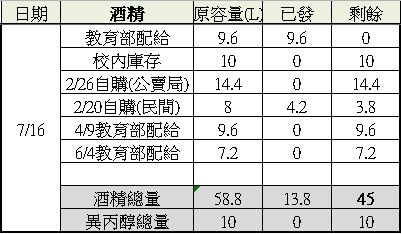 日期 酒精 原容量(L) 已發 剩餘
教育部配給 9.6 9.6 0
校內庫存 10 0 10
2/26自購(公賣局) 14.4 0 14.4
2/20自購(民間) 8 4.2 3.8
7/16
4/9教育部配給 9.6 0 9.6
6/4教育部配給 7.2 0 7.2
酒精總量 58.8 13.8 45
異丙醇總量 10 0 10